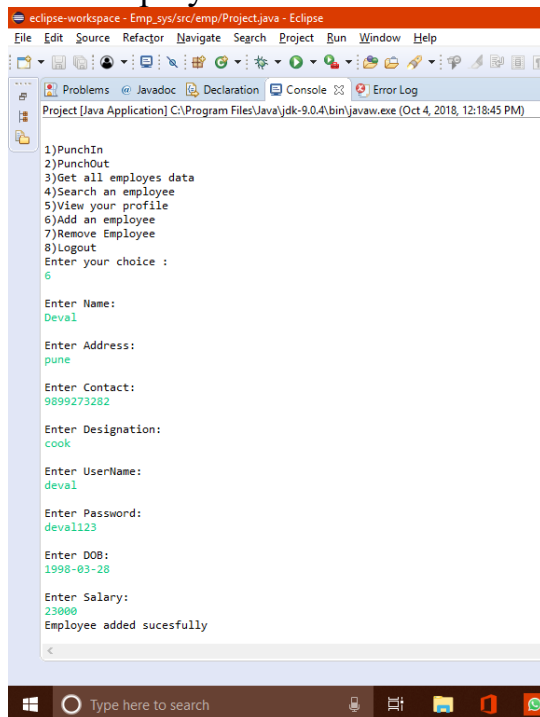 eclipse-workspace - Emp_sys/src/emp/Project.java - Eclipse
File Edit Source Refactor Navigate Search Project Run Window Help
Problems @ Javadoc Declaration Console Error Log
Project [Java Application] C:\Program Files\Java\jdk-9.0.4\bin\javaw.exe (Oct 4, 2018, 12:18:45 PM)
1)PunchIn
2)PunchOut
3)Get all employes data
4)Search an employee
5)View your profile
6)Add an employee
7)Remove Employee
8)Logout
Enter your choice :
6
Enter Name:
Deval
Enter Address:
pune
Enter Contact:
9899273282
Enter Designation:
cook
Enter UserName:
deval
Enter Password:
deval123
Enter DOB:
1998-03-28
Enter Salary:
23000
Employee added sucesfully
Type here to search